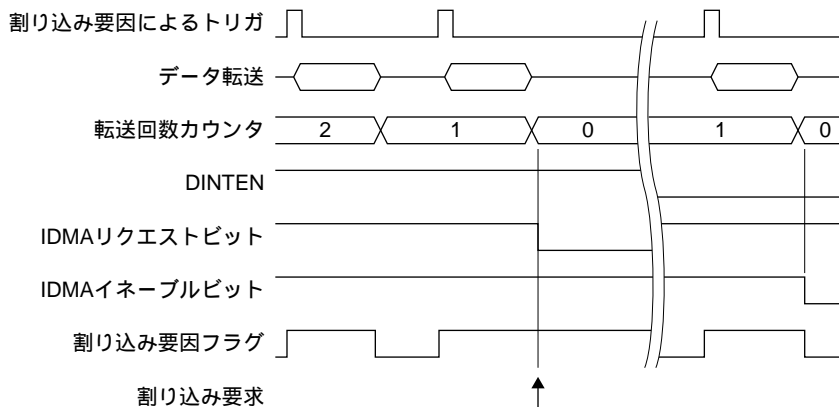 割り込み要因によるトリガ
データ転送
転送回数カウンタ 2 1 0 1 0
DINTEN
IDMAリクエストビット
IDMAイネーブルビット
割り込み要因フラグ
割り込み要求